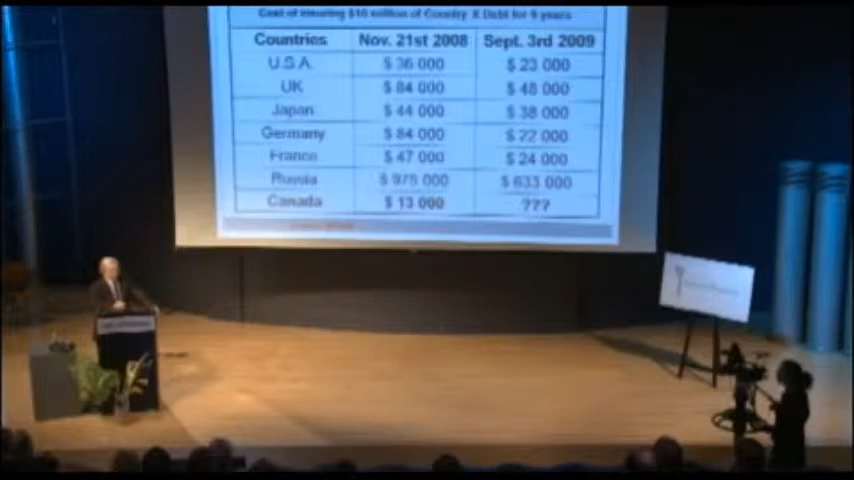 Cost of insuring $10 million of Country X Debt for 5 years
Countries Nov. 21st 2008 Sept. 3rd 2009
U.S.A. $ 36 000 $ 23 000
UK $ 84 000 $ 48 000
Japan $ 44 000 $ 38 000
Germany $ 84 000 $ 22 000
France $ 47 000 $ 24 000
Russia $ 875 000 $ 633 000
Canada $ 13 000 ???